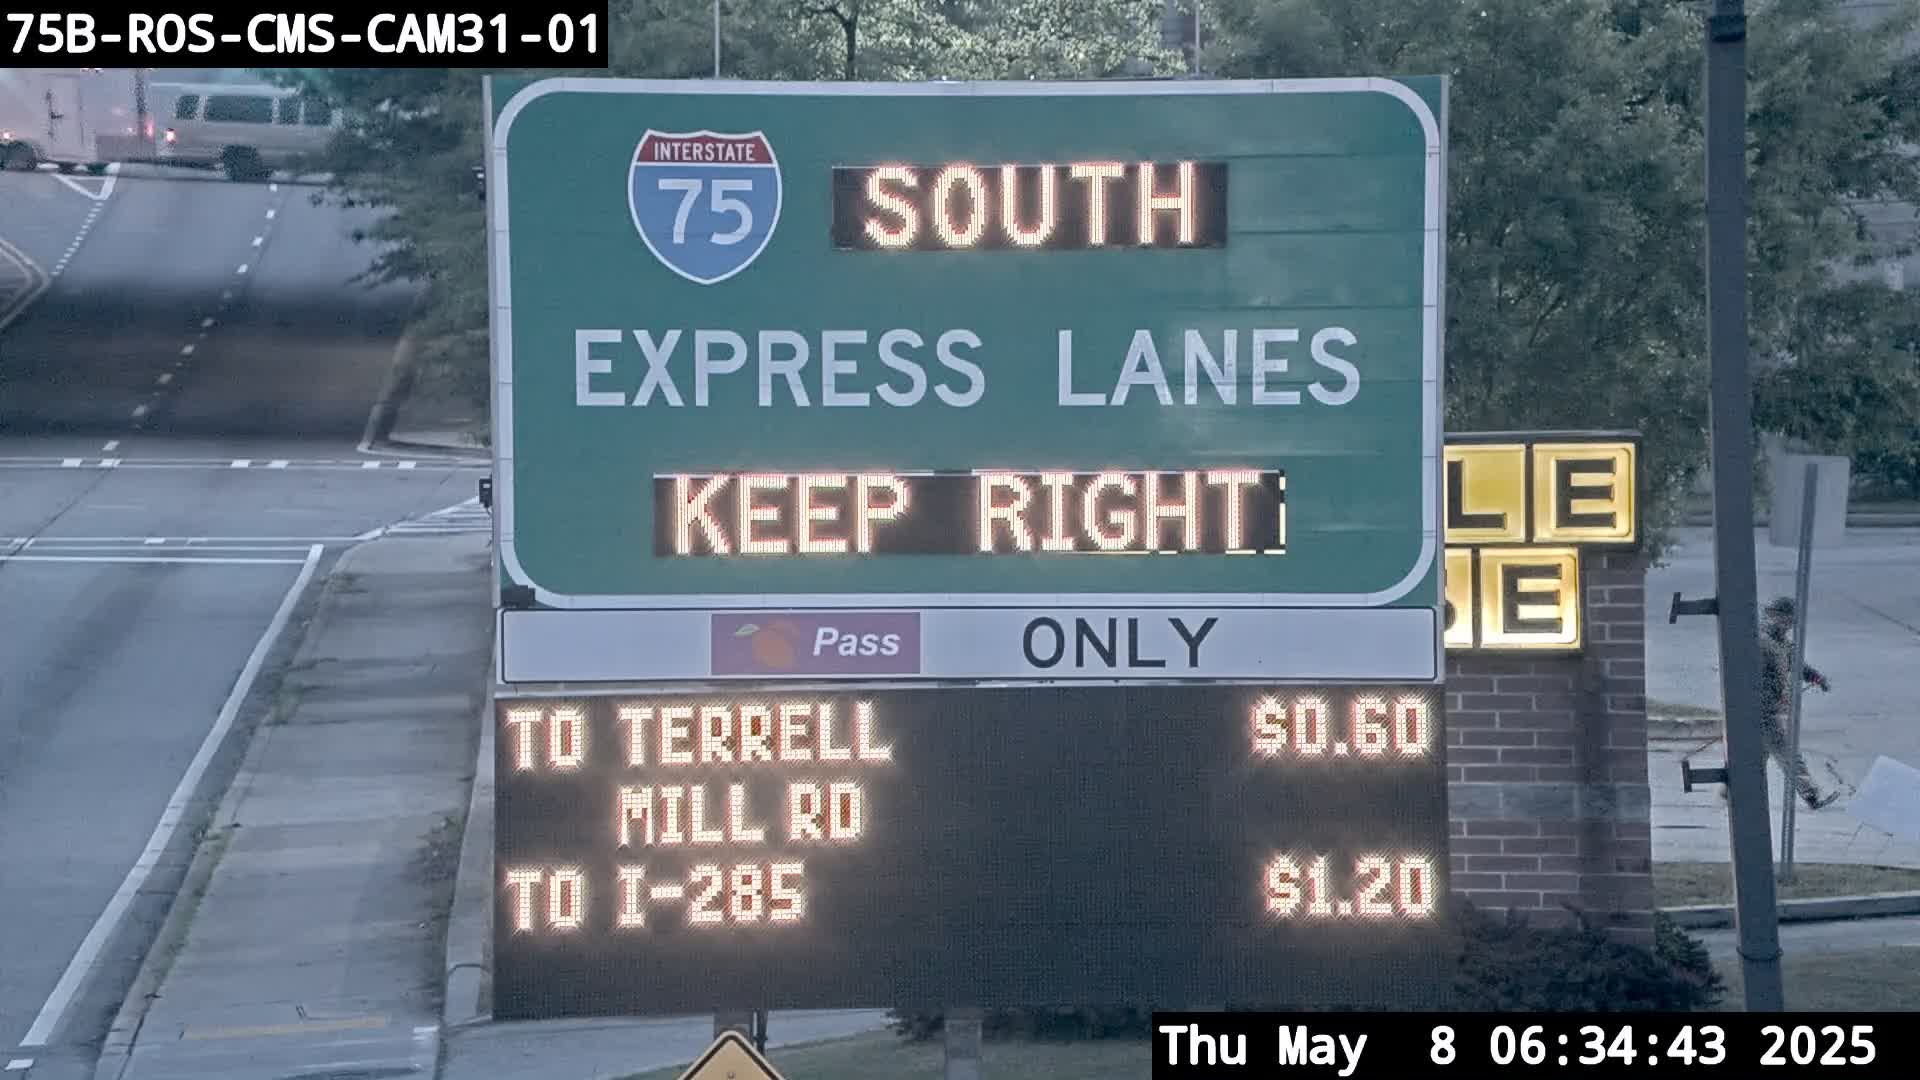 75B-ROS-CMS-CAM31-01
INTERSTATE
75
SOUTH
EXPRESS LANES
KEEP RIGHT
LE
E
Pass ONLY
TO TERRELL $0.60
MILL RD
TO I-285 $1.20
Thu May 8 06:34:43 2025